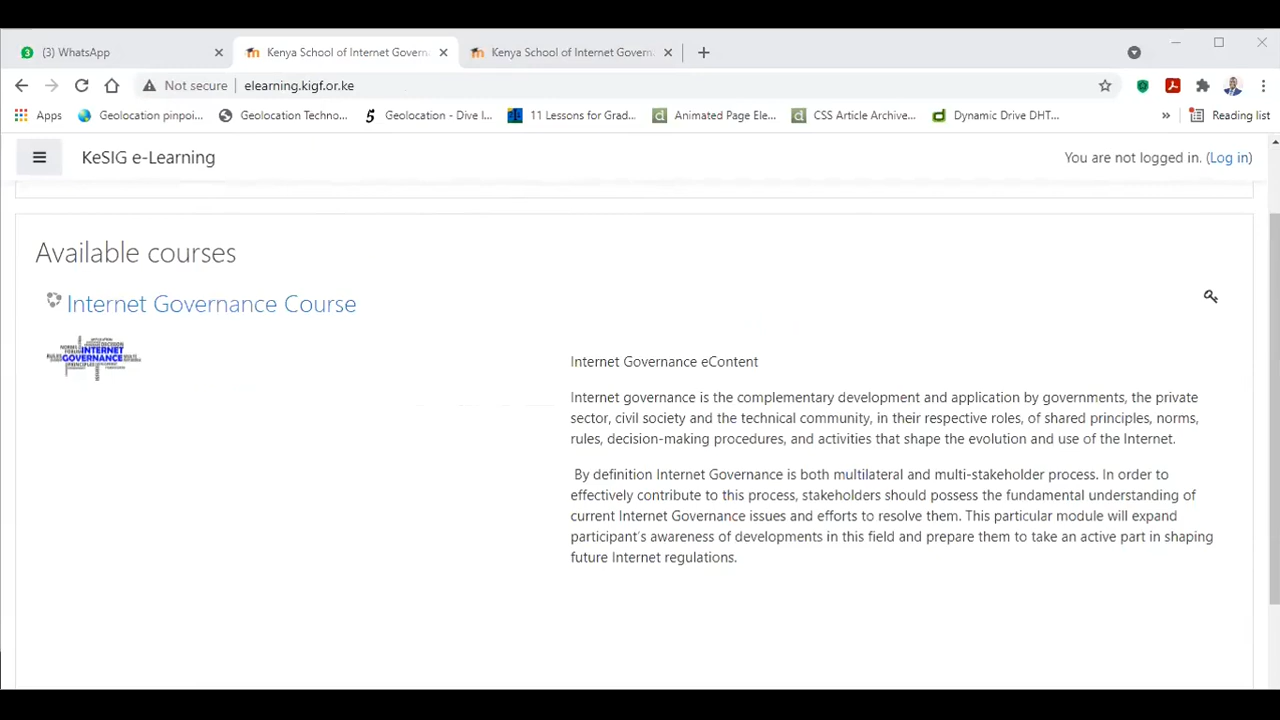 (3) WhatsApp
Kenya School of Internet Govern
Kenya School of Internet Govern
Not secure
elearning.kigf.or.ke
Apps
Geolocation pinpoi...
Geolocation Techno...
Geolocation - Dive I...
11 Lessons for Grad...
Animated Page Ele...
CSS Article Archive...
Dynamic Drive DHT...
»
Reading list
KeSIG e-Learning
You are not logged in. (Log in)
Available courses
Internet Governance Course
INTERNET
GOVERNANCE
Internet Governance eContent
Internet governance is the complementary development and application by governments, the private
sector, civil society and the technical community, in their respective roles, of shared principles, norms,
rules, decision-making procedures, and activities that shape the evolution and use of the Internet.
By definition Internet Governance is both multilateral and multi-stakeholder process. In order to
effectively contribute to this process, stakeholders should possess the fundamental understanding of
current Internet Governance issues and efforts to resolve them. This particular module will expand
participant's awareness of developments in this field and prepare them to take an active part in shaping
future Internet regulations.